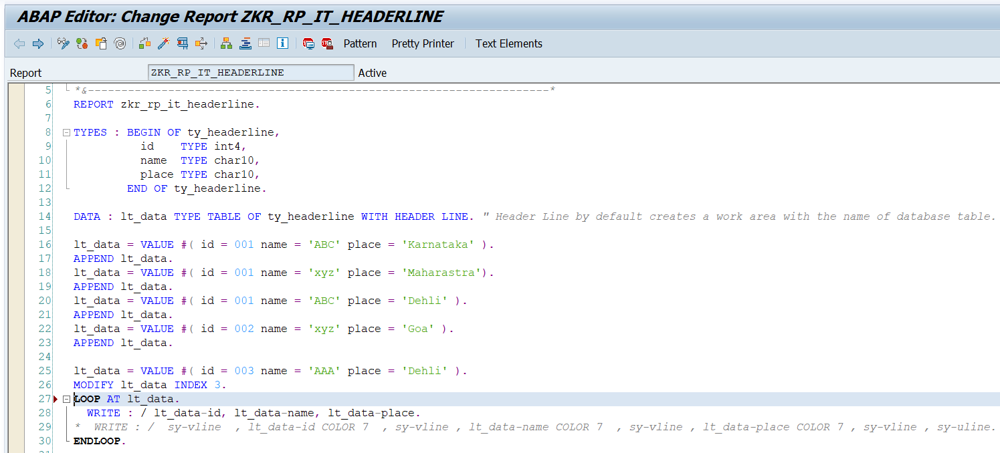 ABAP Editor: Change Report ZKR_RP_IT_HEADERLINE
Pattern Pretty Printer Text Elements
Report ZKR_RP_IT_HEADERLINE Active
5 *&---------------------------------------------------------------------*
6 REPORT zkr_rp_it_headerline.
7
8 TYPES : BEGIN OF ty_headerline,
9 id    TYPE int4,
10 name  TYPE char10,
11 place TYPE char10,
12 END OF ty_headerline.
13
14 DATA : lt_data TYPE TABLE OF ty_headerline WITH HEADER LINE. " Header Line by default creates a work area with the name of database table.
15
16 lt_data = VALUE #( id = 001 name = 'ABC' place = 'Karnataka' ).
17 APPEND lt_data.
18 lt_data = VALUE #( id = 001 name = 'xyz' place = 'Maharastra').
19 APPEND lt_data.
20 lt_data = VALUE #( id = 001 name = 'ABC' place = 'Dehli' ).
21 APPEND lt_data.
22 lt_data = VALUE #( id = 002 name = 'xyz' place = 'Goa' ).
23 APPEND lt_data.
24
25 lt_data = VALUE #( id = 003 name = 'AAA' place = 'Dehli' ).
26 MODIFY lt_data INDEX 3.
27 LOOP AT lt_data.
28 WRITE : / lt_data-id, lt_data-name, lt_data-place.
29 *  WRITE : /  sy-vline  , lt_data-id COLOR 7  , sy-vline , lt_data-name COLOR 7  , sy-vline , lt_data-place COLOR 7 , sy-vline , sy-uline.
30 ENDLOOP.